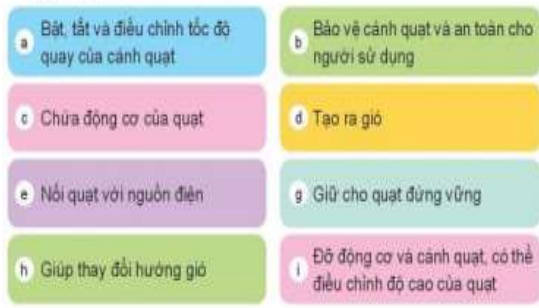 a Bật, tắt và điều chỉnh tốc độ
quay của cánh quạt
b Bảo vệ cánh quạt và an toàn cho
người sử dụng
c Chứa động cơ của quạt
d Tạo ra gió
e Nối quạt với nguồn điện
g Giữ cho quạt đứng vững
h Giúp thay đổi hướng gió
i Đỡ động cơ và cánh quạt, có thể
điều chỉnh độ cao của quạt